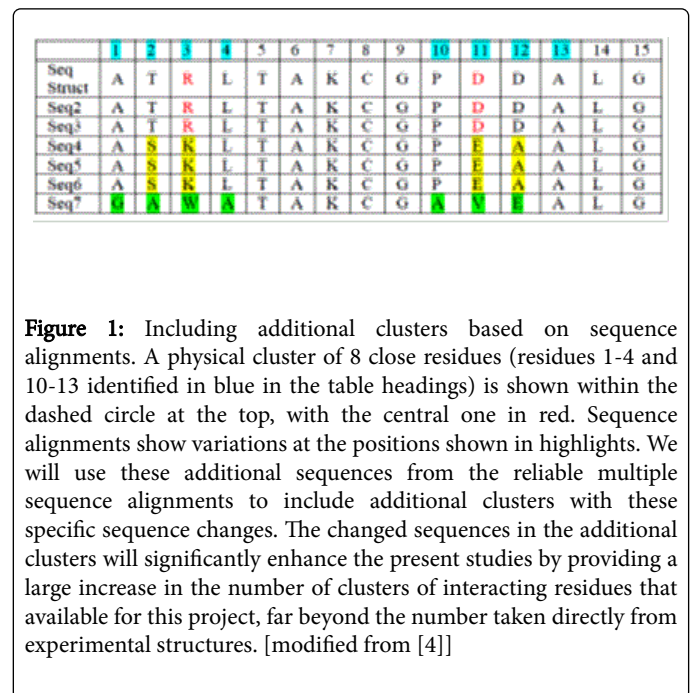 1 2 3 4 5 6 7 8 9 10 11 12 13 14 15
Seq Struct A T R L T A K C G P D D A L G
Seq2 A T R L T A K C G P D D A L G
Seq3 A T R L T A K C G P D D A L G
Seq4 A S K L T A K C G P E A A L G
Seq5 A S K L T A K C G P E A A L G
Seq6 A S K L T A K C G P E A A L G
Seq7 G A W A T A K C G A V E A L G
Figure 1: Including additional clusters based on sequence
alignments. A physical cluster of 8 close residues (residues 1-4 and
10-13 identified in blue in the table headings) is shown within the
dashed circle at the top, with the central one in red. Sequence
alignments show variations at the positions shown in highlights. We
will use these additional sequences from the reliable multiple
sequence alignments to include additional clusters with these
specific sequence changes. The changed sequences in the additional
clusters will significantly enhance the present studies by providing a
large increase in the number of clusters of interacting residues that
available for this project, far beyond the number taken directly from
experimental structures. [modified from [4]]